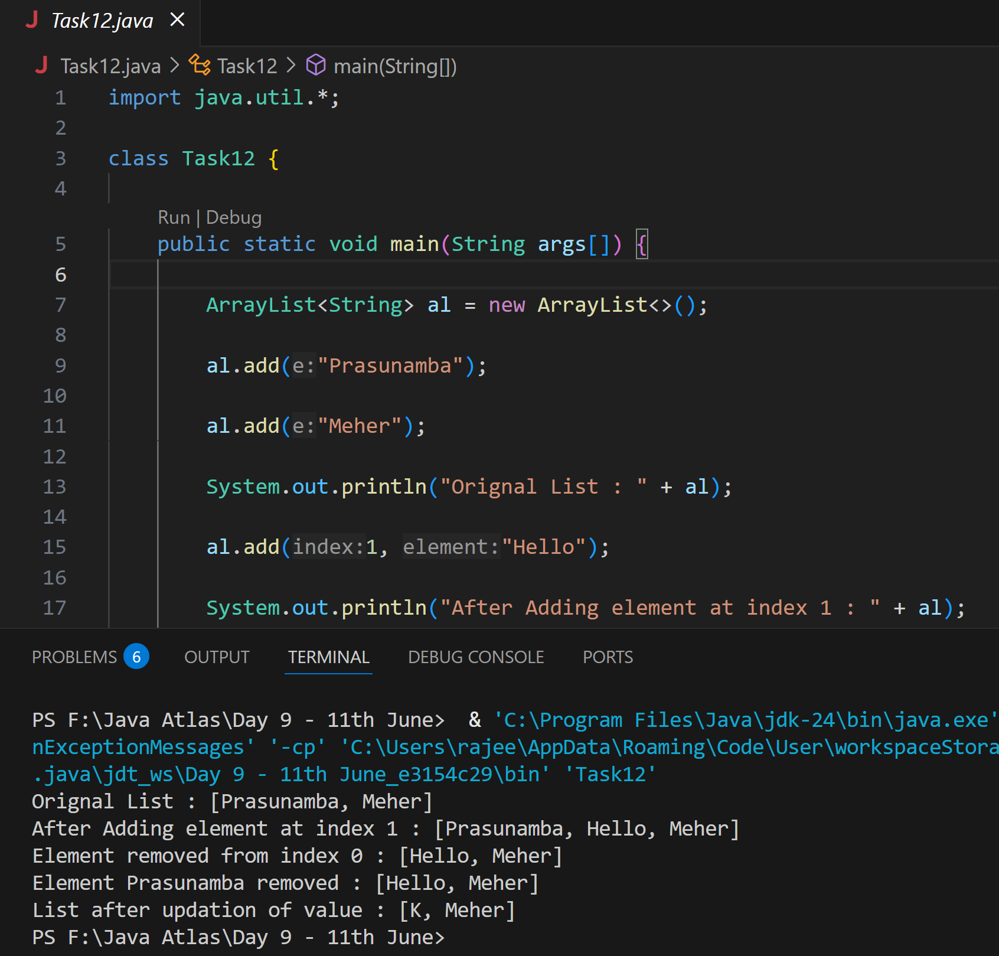 J Task12.java ×
J Task12.java > Task12 > main(String[])
1 import java.util.*;
2
3 class Task12 {
4
Run | Debug
5 public static void main(String args[]) {
6
7 ArrayList<String> al = new ArrayList<>();
8
9 al.add(e:"Prasunamba");
10
11 al.add(e:"Meher");
12
13 System.out.println("Orignal List : " + al);
14
15 al.add(index:1, element:"Hello");
16
17 System.out.println("After Adding element at index 1 : " + al);
PROBLEMS 6 OUTPUT TERMINAL DEBUG CONSOLE PORTS
PS F:\Java Atlas\Day 9 - 11th June>  & 'C:\Program Files\Java\jdk-24\bin\java.exe'
nExceptionMessages' '-cp' 'C:\Users\rajee\AppData\Roaming\Code\User\workspaceStora
.java\jdt_ws\Day 9 - 11th June_e3154c29\bin' 'Task12'
Orignal List : [Prasunamba, Meher]
After Adding element at index 1 : [Prasunamba, Hello, Meher]
Element removed from index 0 : [Hello, Meher]
Element Prasunamba removed : [Hello, Meher]
List after updation of value : [K, Meher]
PS F:\Java Atlas\Day 9 - 11th June>